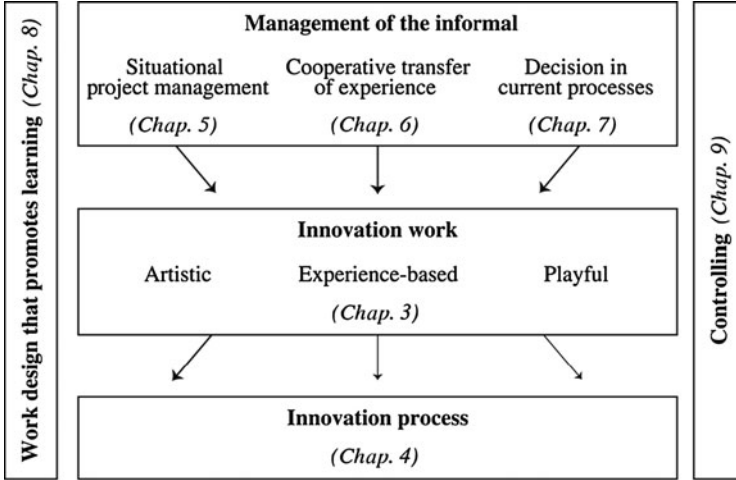 Work design that promotes learning (Chap. 8)
Management of the informal
Situational
project management
(Chap. 5)
Cooperative transfer
of experience
(Chap. 6)
Decision in
current processes
(Chap. 7)
Innovation work
Artistic
Experience-based
Playful
(Chap. 3)
Innovation process
(Chap. 4)
Controlling (Chap. 9)